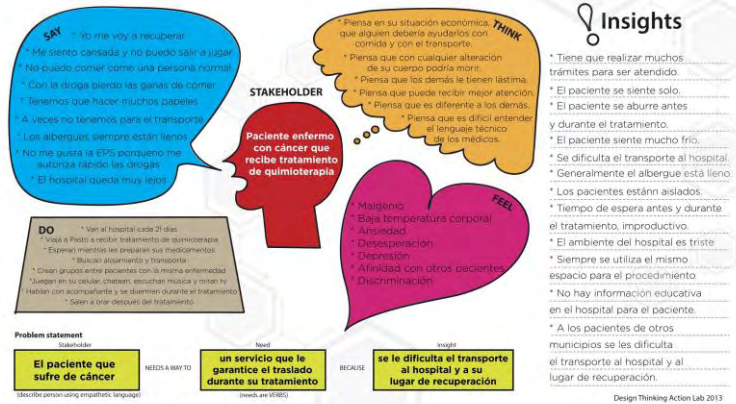 SAY
* Yo me voy a recuperar
* Me siento cansada y no puedo salir a jugar
* No puedo comer como una persona normal
* Con la droga pierdo las ganas de comer
* Tenemos que hacer muchos papeles
* A veces no tenemos para el transporte
* Los albergues siempre están llenos
* No me gusta la EPS porqueno me
autoriza rápido las drogas
* El hospital queda muy lejos
THINK
* Piensa en su situación económica,
que alguien debería ayudarlos con
comida y con el transporte.
* Piensa que con cualquier alteración
de su cuerpo podría morir.
* Piensa que los demás le tienen lástima.
* Piensa que puede recibir mejor atención.
* Piensa que es diferente a los demás.
* Piensa que es difícil entender
el lenguaje técnico
de los médicos.
STAKEHOLDER
Paciente enfermo
con cáncer que
recibe tratamiento
de quimioterapia
DO
* Van al hospital cada 21 días
* Viaja a Pasto a recibir tratamiento de quimioterapia
* Esperan mientras les preparan sus medicamentos
* Buscan alojamiento y transporte
* Crean grupos entre pacientes con la misma enfermedad
*Juegan en su celular, chatean, escuchan música y miran tv
* Hablan con acompañante y se duermen durante el tratamiento
* Salen a orar después del tratamiento
FEEL
* Malgenio
* Baja temperatura corporal
* Ansiedad
* Desesperación
* Depresión
* Afinidad con otros pacientes
* Discriminación
Insights
* Tiene que realizar muchos
trámites para ser atendido.
* El paciente se siente solo.
* El paciente se aburre antes
y durante el tratamiento.
* El paciente siente mucho frío.
* Se dificulta el transporte al hospital.
* Generalmente el albergue está lleno.
* Los pacientes estánn aislados.
* Tiempo de espera antes y durante
el tratamiento, improductivo.
* El ambiente del hospital es triste
* Siempre se utiliza el mismo
espacio para el procedimiento
* No hay información educativa
en el hospital para el paciente.
* A los pacientes de otros
municipios se les dificulta
el transporte al hospital y al
lugar de recuperación.
Problem statement
Stakeholder
El paciente que
sufre de cáncer
(describe person using empathetic language)
NEEDS A WAY TO
Need
un servicio que le
garantice el traslado
durante su tratamiento
(needs are VERBS)
BECAUSE
Insight
se le dificulta el transporte
al hospital y a su
lugar de recuperación
Design Thinking Action Lab 2013